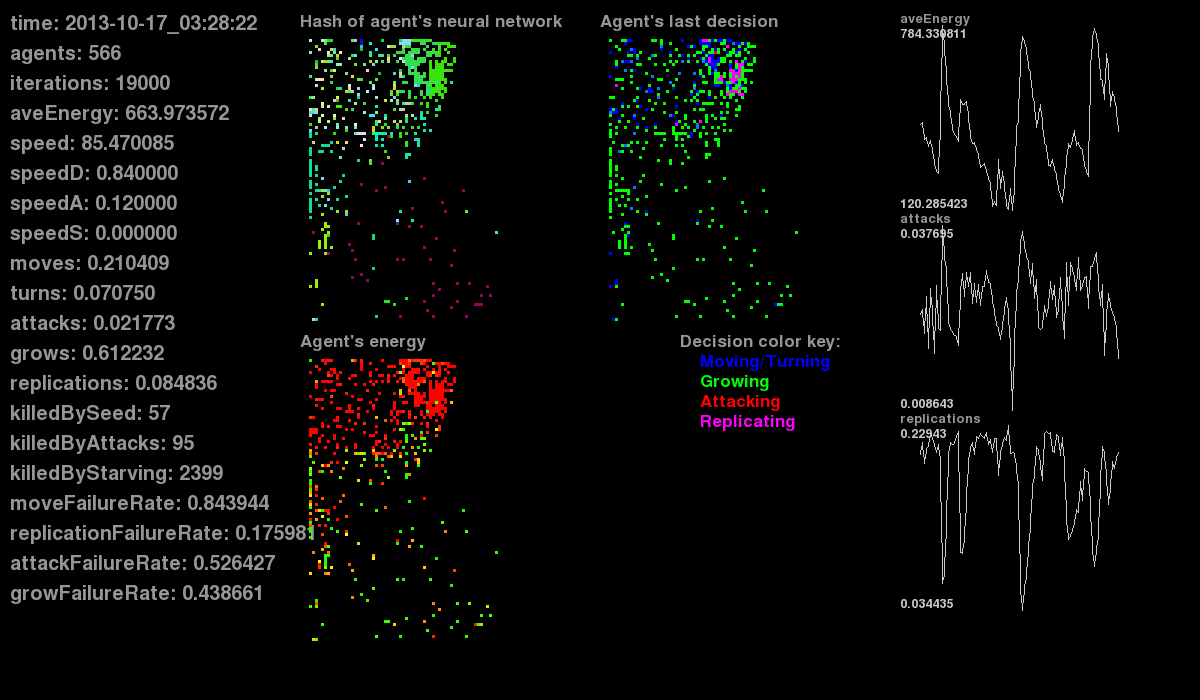 time: 2013-10-17_03:28:22
agents: 566
iterations: 19000
aveEnergy: 663.973572
speed: 85.470085
speedD: 0.840000
speedA: 0.120000
speedS: 0.000000
moves: 0.210409
turns: 0.070750
attacks: 0.021773
grows: 0.612232
replications: 0.084836
killedBySeed: 57
killedByAttacks: 95
killedByStarving: 2399
moveFailureRate: 0.843944
replicationFailureRate: 0.175981
attackFailureRate: 0.526427
growFailureRate: 0.438661
Hash of agent's neural network
Agent's last decision
Agent's energy
Decision color key:
Moving/Turning
Growing
Attacking
Replicating
aveEnergy
784.330811
120.285423
attacks
0.037695
0.008643
replications
0.22943
0.034435